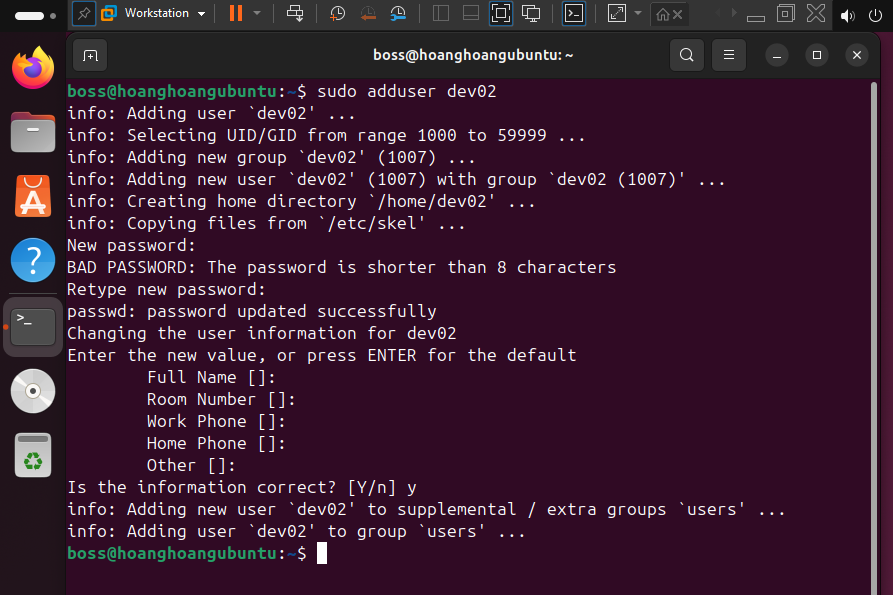 Workstation
boss@hoanghoangubuntu: ~
boss@hoanghoangubuntu:~$ sudo adduser dev02
info: Adding user `dev02' ...
info: Selecting UID/GID from range 1000 to 59999 ...
info: Adding new group `dev02' (1007) ...
info: Adding new user `dev02' (1007) with group `dev02 (1007)' ...
info: Creating home directory `/home/dev02' ...
info: Copying files from `/etc/skel' ...
New password:
BAD PASSWORD: The password is shorter than 8 characters
Retype new password:
passwd: password updated successfully
Changing the user information for dev02
Enter the new value, or press ENTER for the default
Full Name []:
Room Number []:
Work Phone []:
Home Phone []:
Other []:
Is the information correct? [Y/n] y
info: Adding new user `dev02' to supplemental / extra groups `users' ...
info: Adding user `dev02' to group `users' ...
boss@hoanghoangubuntu:~$